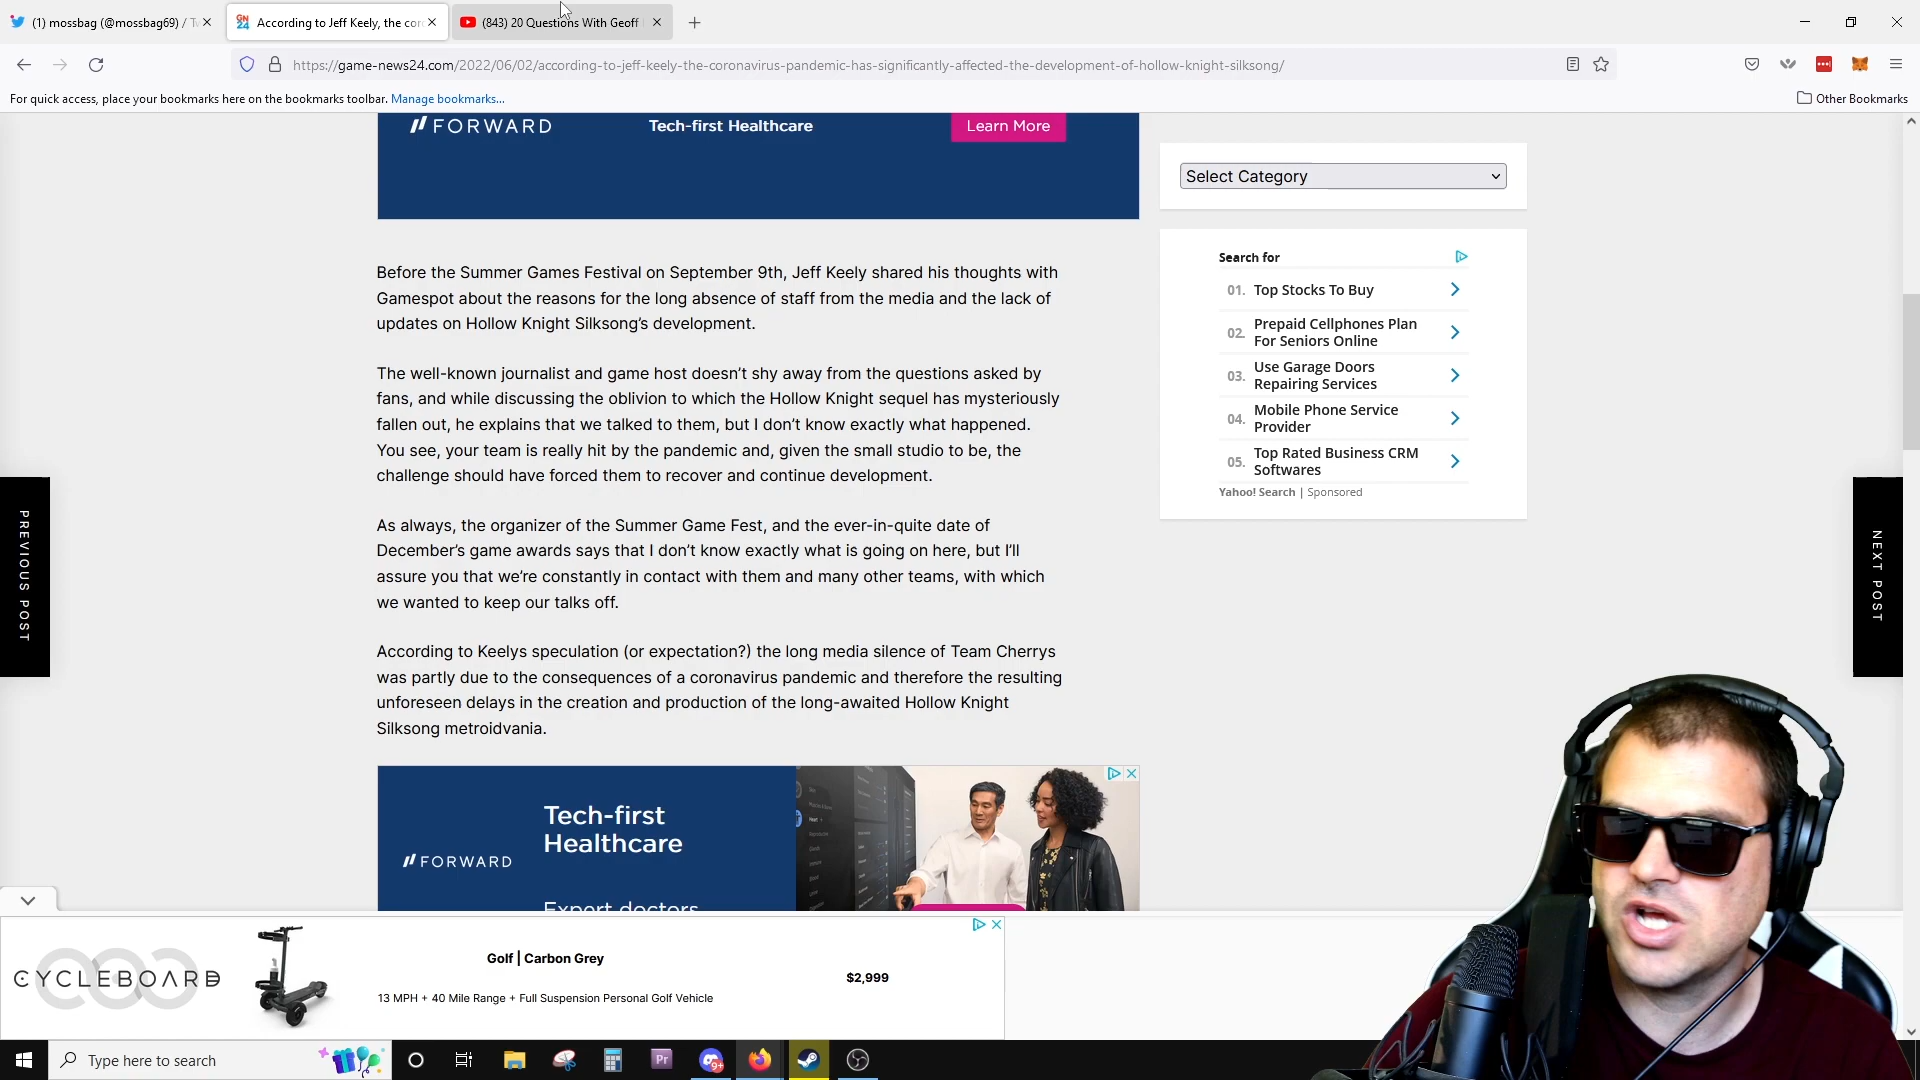 (1) mossbag (@mossbag69) / Tw
According to Jeff Keely, the cor
(843) 20 Questions With Geoff
https://game-news24.com/2022/06/02/according-to-jeff-keely-the-coronavirus-pandemic-has-significantly-affected-the-development-of-hollow-knight-silksong/
For quick access, place your bookmarks here on the bookmarks toolbar. Manage bookmarks...
Other Bookmarks
FORWARD
Tech-first Healthcare
Learn More
Before the Summer Games Festival on September 9th, Jeff Keely shared his thoughts with
Gamespot about the reasons for the long absence of staff from the media and the lack of
updates on Hollow Knight Silksong’s development.
The well-known journalist and game host doesn’t shy away from the questions asked by
fans, and while discussing the oblivion to which the Hollow Knight sequel has mysteriously
fallen out, he explains that we talked to them, but I don’t know exactly what happened.
You see, your team is really hit by the pandemic and, given the small studio to be, the
challenge should have forced them to recover and continue development.
As always, the organizer of the Summer Game Fest, and the ever-in-quite date of
December’s game awards says that I don’t know exactly what is going on here, but I’ll
assure you that we’re constantly in contact with them and many other teams, with which
we wanted to keep our talks off.
According to Keelys speculation (or expectation?) the long media silence of Team Cherrys
was partly due to the consequences of a coronavirus pandemic and therefore the resulting
unforeseen delays in the creation and production of the long-awaited Hollow Knight
Silksong metroidvania.
Select Category
Search for
01. Top Stocks To Buy
02. Prepaid Cellphones Plan
For Seniors Online
03. Use Garage Doors
Repairing Services
04. Mobile Phone Service
Provider
05. Top Rated Business CRM
Softwares
Yahoo! Search | Sponsored
PREVIOUS POST
NEXT POST
Tech-first
Healthcare
FORWARD
Expert doctors
CYCLEBOARD
Golf | Carbon Grey
$2,999
13 MPH + 40 Mile Range + Full Suspension Personal Golf Vehicle
Type here to search
Pr
9+